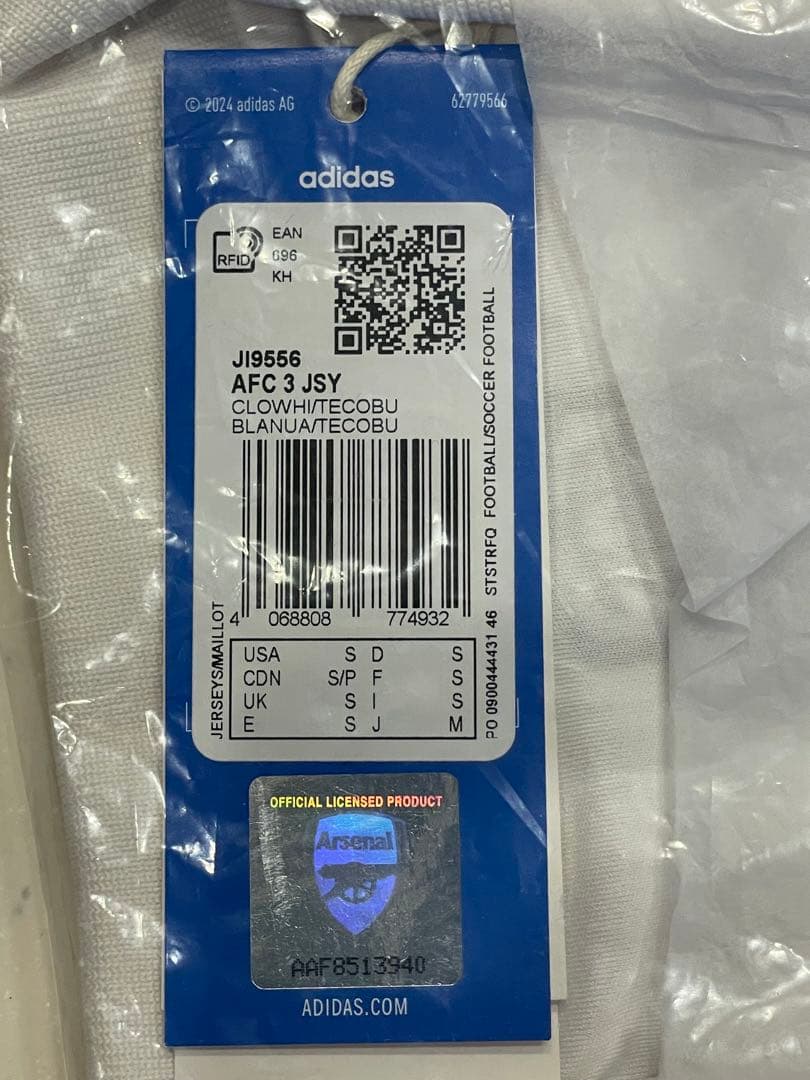 © 2024 adidas AG
62779566
adidas
RFID
EAN
696
KH
JI9556
AFC 3 JSY
CLOWHI/TECOBU
BLANUA/TECOBU
4 068808 774932
JERSEYS/MAILLOT
PO 0900444431 46 STSTRFQ FOOTBALL/SOCCER FOOTBALL
USA S D S
CDN S/P F S
UK S I S
E S J M
OFFICIAL LICENSED PRODUCT
Arsenal
AAF8513940
ADIDAS.COM